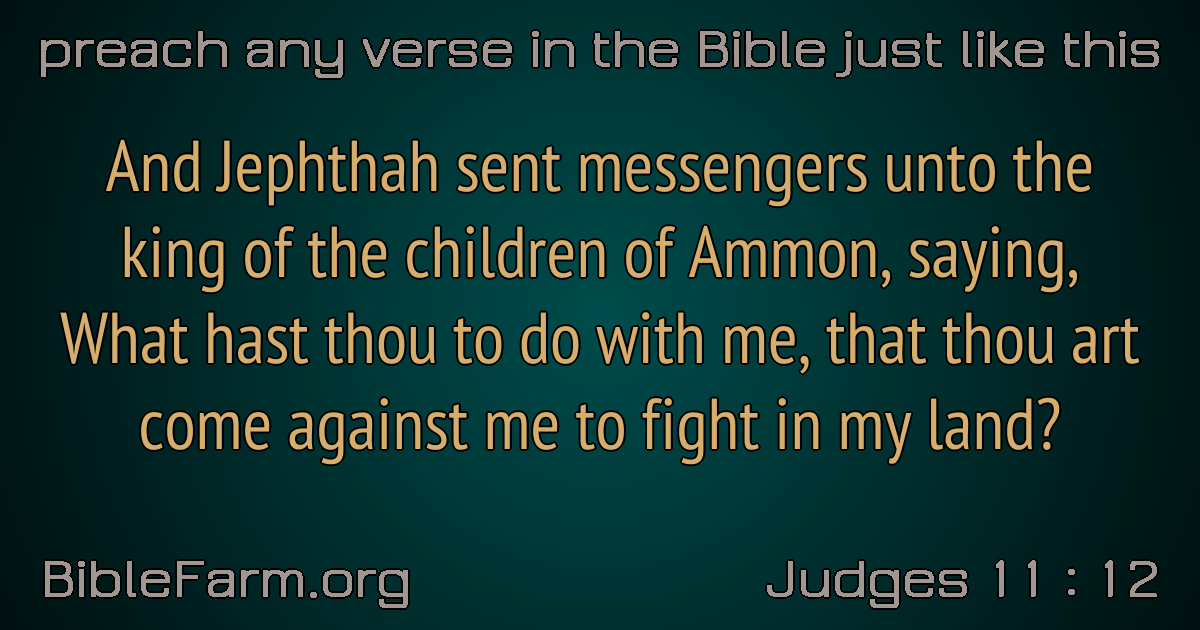 preach any verse in the Bible just like this
And Jephthah sent messengers unto the
king of the children of Ammon, saying,
What hast thou to do with me, that thou art
come against me to fight in my land?
BibleFarm.org
Judges 11 : 12